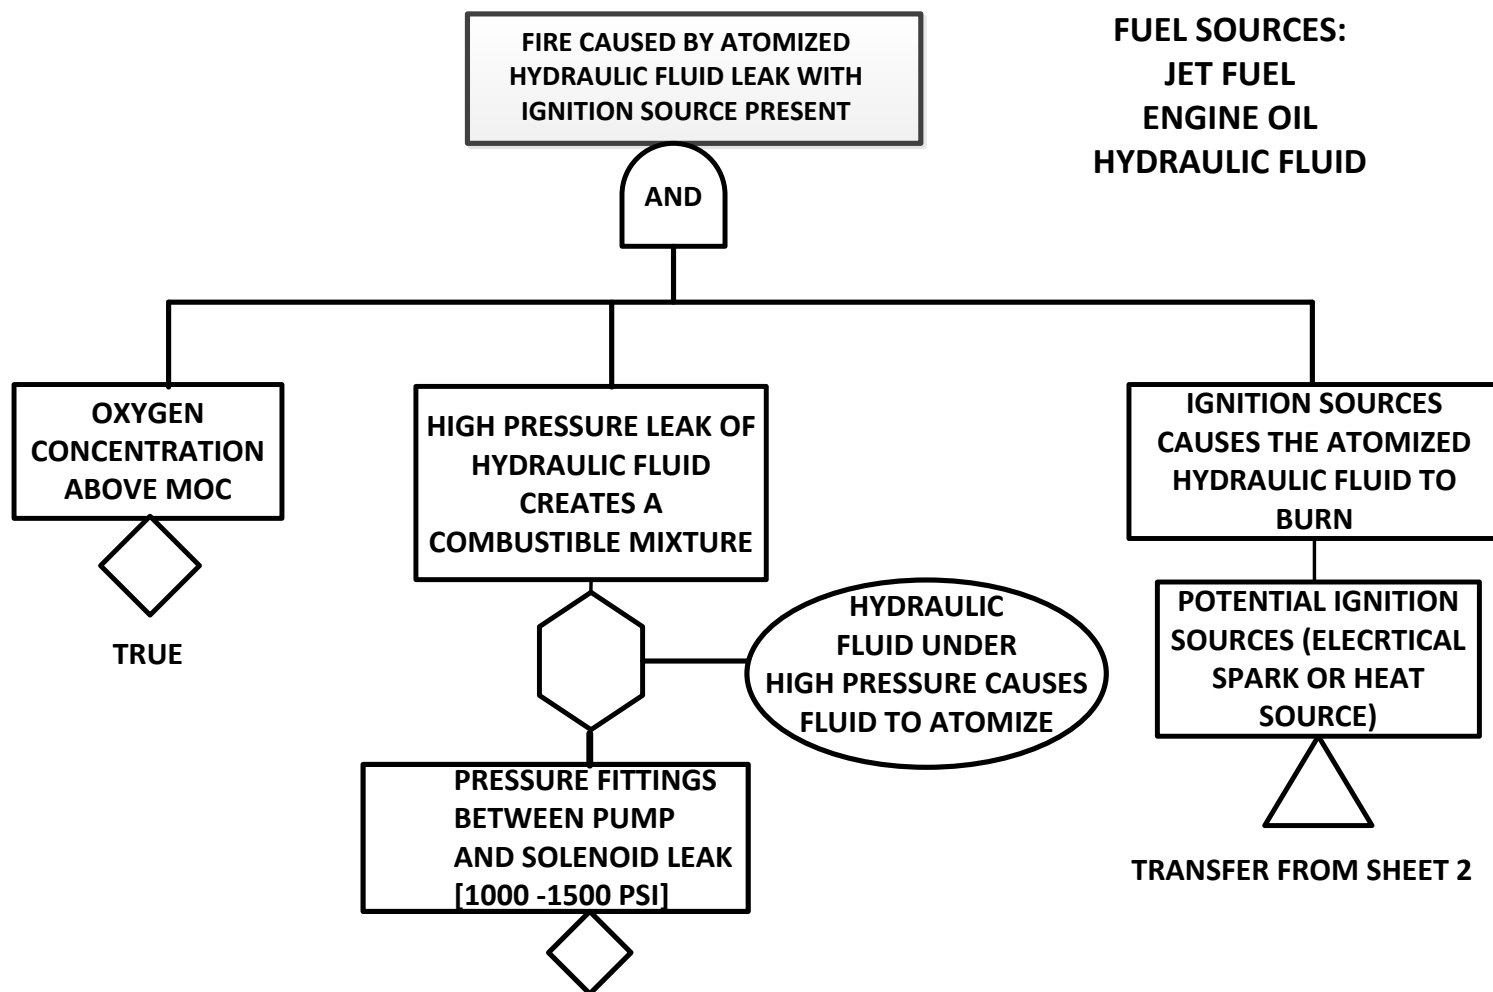 FIRE CAUSED BY ATOMIZED
HYDRAULIC FLUID LEAK WITH
IGNITION SOURCE PRESENT
FUEL SOURCES:
JET FUEL
ENGINE OIL
HYDRAULIC FLUID
AND
OXYGEN
CONCENTRATION
ABOVE MOC
TRUE
HIGH PRESSURE LEAK OF
HYDRAULIC FLUID
CREATES A
COMBUSTIBLE MIXTURE
HYDRAULIC
FLUID UNDER
HIGH PRESSURE CAUSES
FLUID TO ATOMIZE
PRESSURE FITTINGS
BETWEEN PUMP
AND SOLENOID LEAK
[1000 -1500 PSI]
IGNITION SOURCES
CAUSES THE ATOMIZED
HYDRAULIC FLUID TO
BURN
POTENTIAL IGNITION
SOURCES (ELECRTICAL
SPARK OR HEAT
SOURCE)
TRANSFER FROM SHEET 2